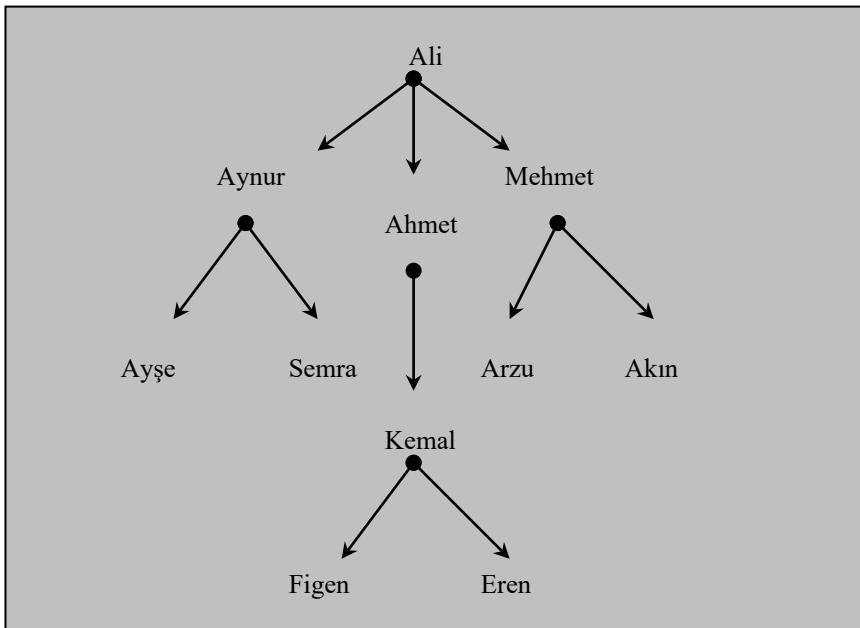 Ali
Aynur
Mehmet
Ahmet
Ayşe
Semra
Arzu
Akın
Kemal
Figen
Eren